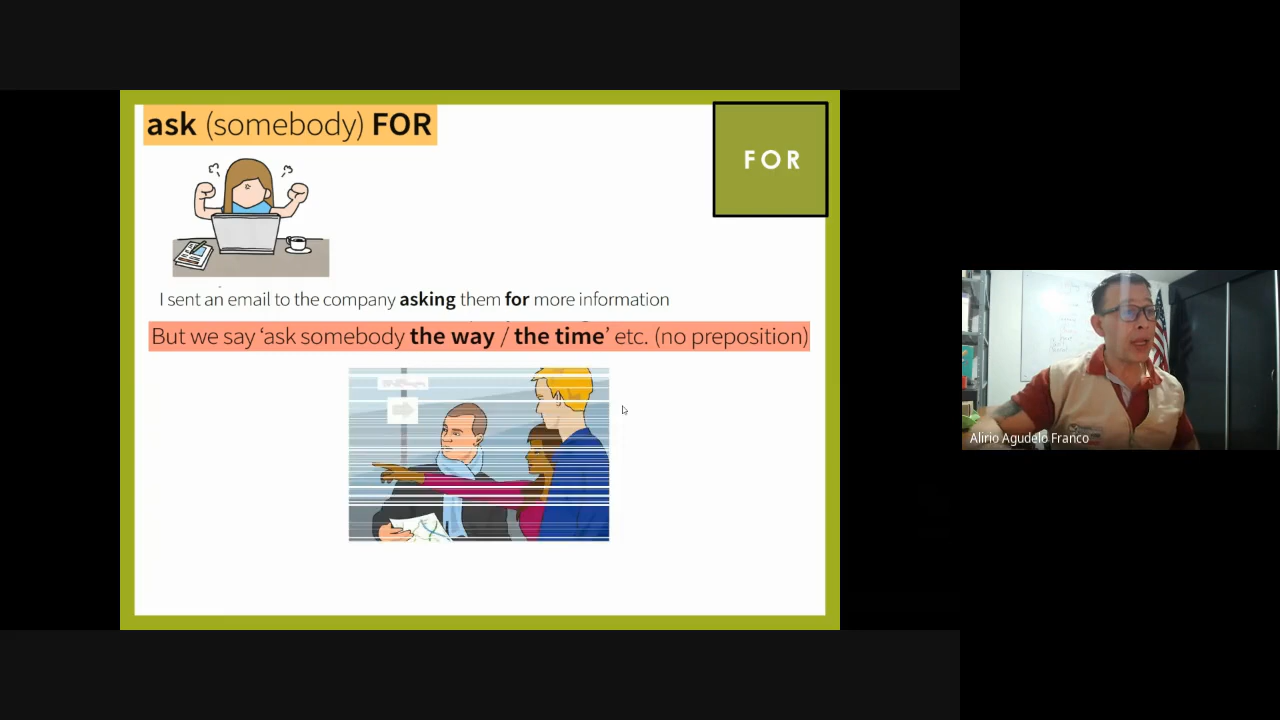 ask (somebody) FOR
FOR
I sent an email to the company asking them for more information
But we say ‘ask somebody the way / the time’ etc. (no preposition)
Alirio Agudelo Franco